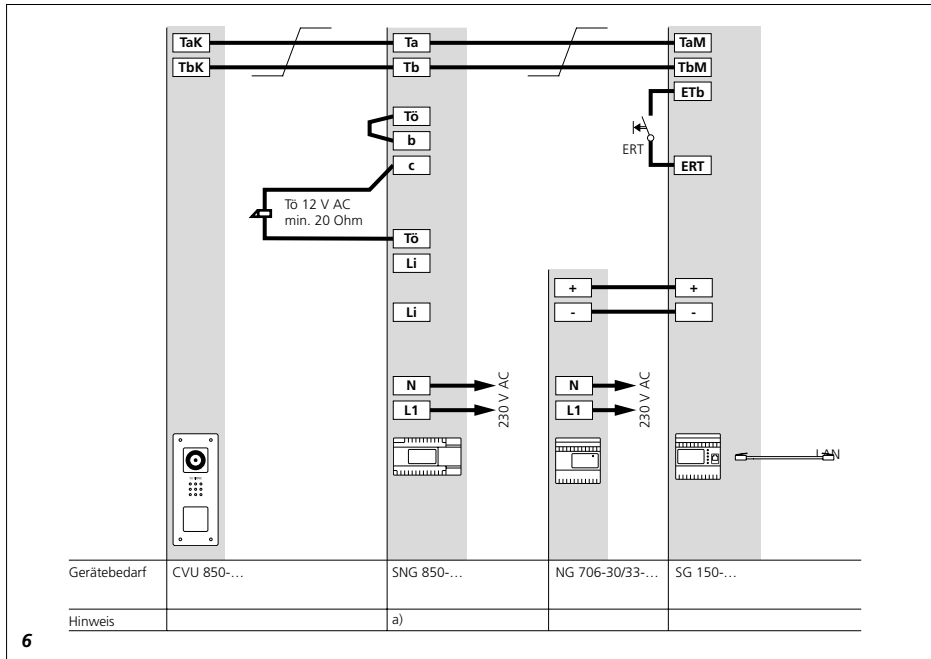 TaK Ta TaM
TbK Tb TbM
ETb
Tö
b
ERT
ERT
c
Tö 12 V AC
min. 20 Ohm
Tö
Li
+ +
Li - -
N N
L1 L1
230 V AC 230 V AC
LAN
Gerätebedarf CVU 850-… SNG 850-… NG 706-30/33-… SG 150-…
Hinweis a)
6